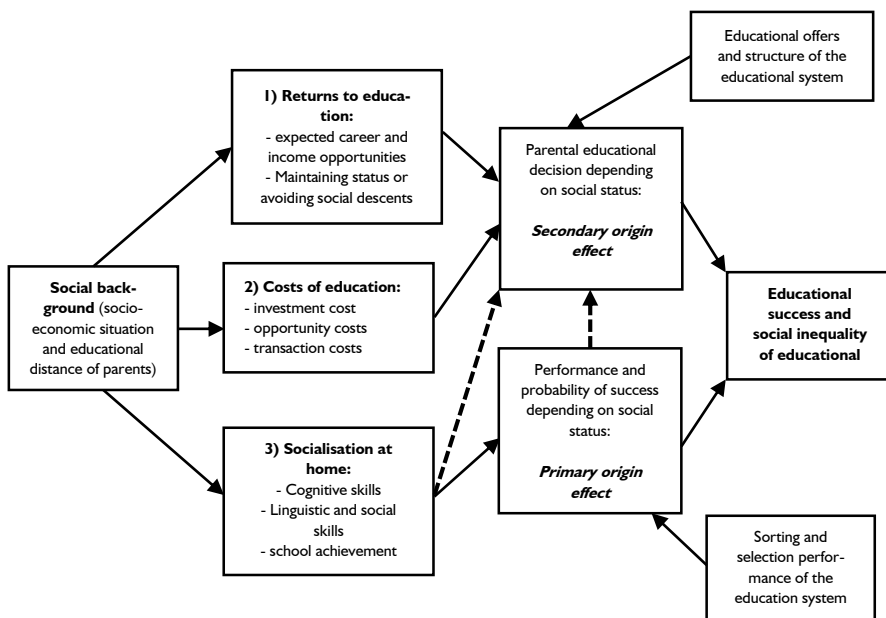 Educational offers
and structure of the
educational system
1) Returns to educa-
tion:
- expected career and
income opportunities
- Maintaining status or
avoiding social descents
Parental educational
decision depending
on social status:
Secondary origin
effect
Social back-
ground (socio-
economic situation
and educational
distance of parents)
2) Costs of education:
- investment cost
- opportunity costs
- transaction costs
Educational
success and
social inequality
of educational
Performance and
probability of success
depending on social
status:
Primary origin
effect
3) Socialisation at
home:
- Cognitive skills
- Linguistic and social
skills
- school achievement
Sorting and
selection perfor-
mance of the
education system